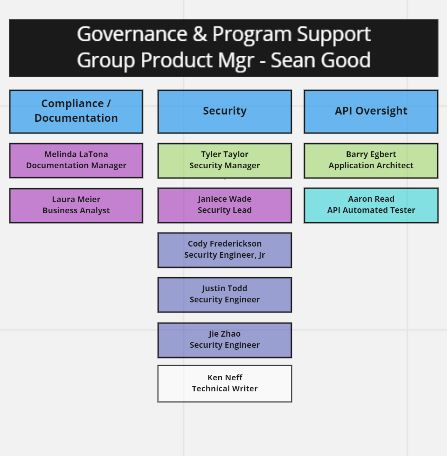 Governance & Program Support
Group Product Mgr - Sean Good
Compliance /
Documentation
Security
API Oversight
Melinda LaTona
Documentation Manager
Tyler Taylor
Security Manager
Barry Egbert
Application Architect
Laura Meier
Business Analyst
Janiece Wade
Security Lead
Aaron Read
API Automated Tester
Cody Frederickson
Security Engineer, Jr
Justin Todd
Security Engineer
Jie Zhao
Security Engineer
Ken Neff
Technical Writer